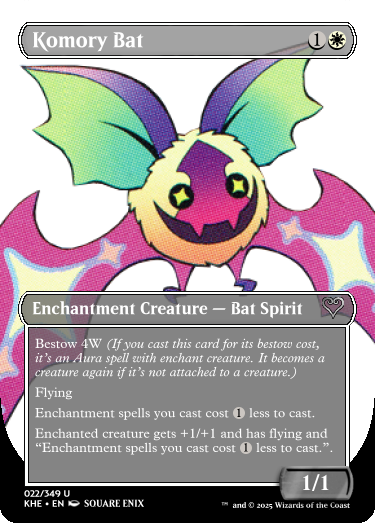 Komory Bat 1
Enchantment Creature — Bat Spirit
Bestow 4W (If you cast this card for its bestow cost,
it's an Aura spell with enchant creature. It becomes a
creature again if it's not attached to a creature.)
Flying
Enchantment spells you cast cost 1 less to cast.
Enchanted creature gets +1/+1 and has flying and
“Enchantment spells you cast cost 1 less to cast.”.
1/1
022/349 U
KHE • EN SQUARE ENIX
™ and © 2025 Wizards of the Coast